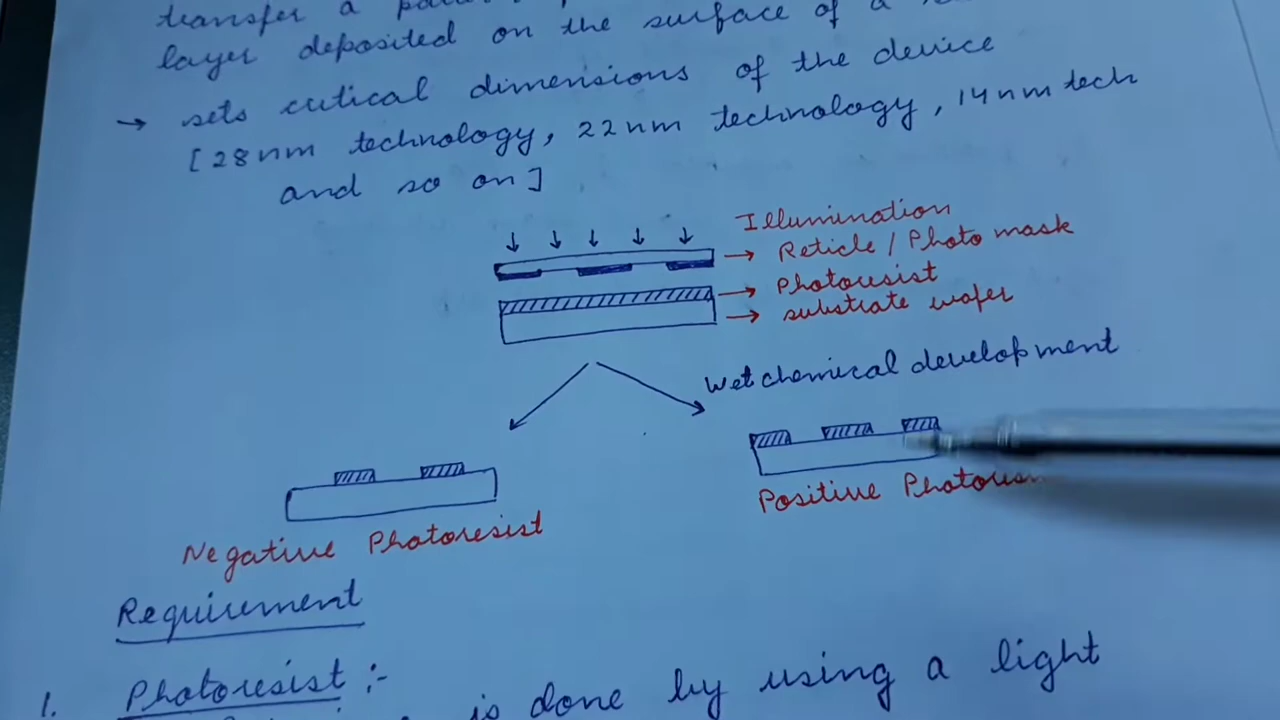 transfer a
layer deposited on the surface of a
→ sets critical dimensions of the device
[28nm technology, 22nm technology, 14nm tech
and so on]
Illumination
→ Reticle / Photo mask
→ Photoresist
→ substrate wafer
Wet chemical development
Negative Photoresist
Positive
Requirement
1. Photoresist :-
is done by using a light